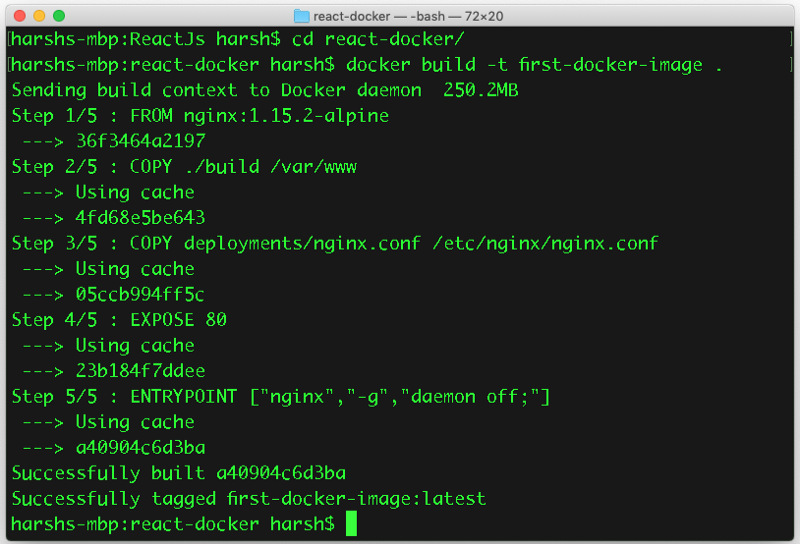 react-docker — -bash — 72×20
[harshs-mbp:ReactJs harsh$ cd react-docker/ ]
[harshs-mbp:react-docker harsh$ docker build -t first-docker-image . ]
Sending build context to Docker daemon  250.2MB
Step 1/5 : FROM nginx:1.15.2-alpine
 ---> 36f3464a2197
Step 2/5 : COPY ./build /var/www
 ---> Using cache
 ---> 4fd68e5be643
Step 3/5 : COPY deployments/nginx.conf /etc/nginx/nginx.conf
 ---> Using cache
 ---> 05ccb994ff5c
Step 4/5 : EXPOSE 80
 ---> Using cache
 ---> 23b184f7ddee
Step 5/5 : ENTRYPOINT ["nginx","-g","daemon off;"]
 ---> Using cache
 ---> a40904c6d3ba
Successfully built a40904c6d3ba
Successfully tagged first-docker-image:latest
harshs-mbp:react-docker harsh$